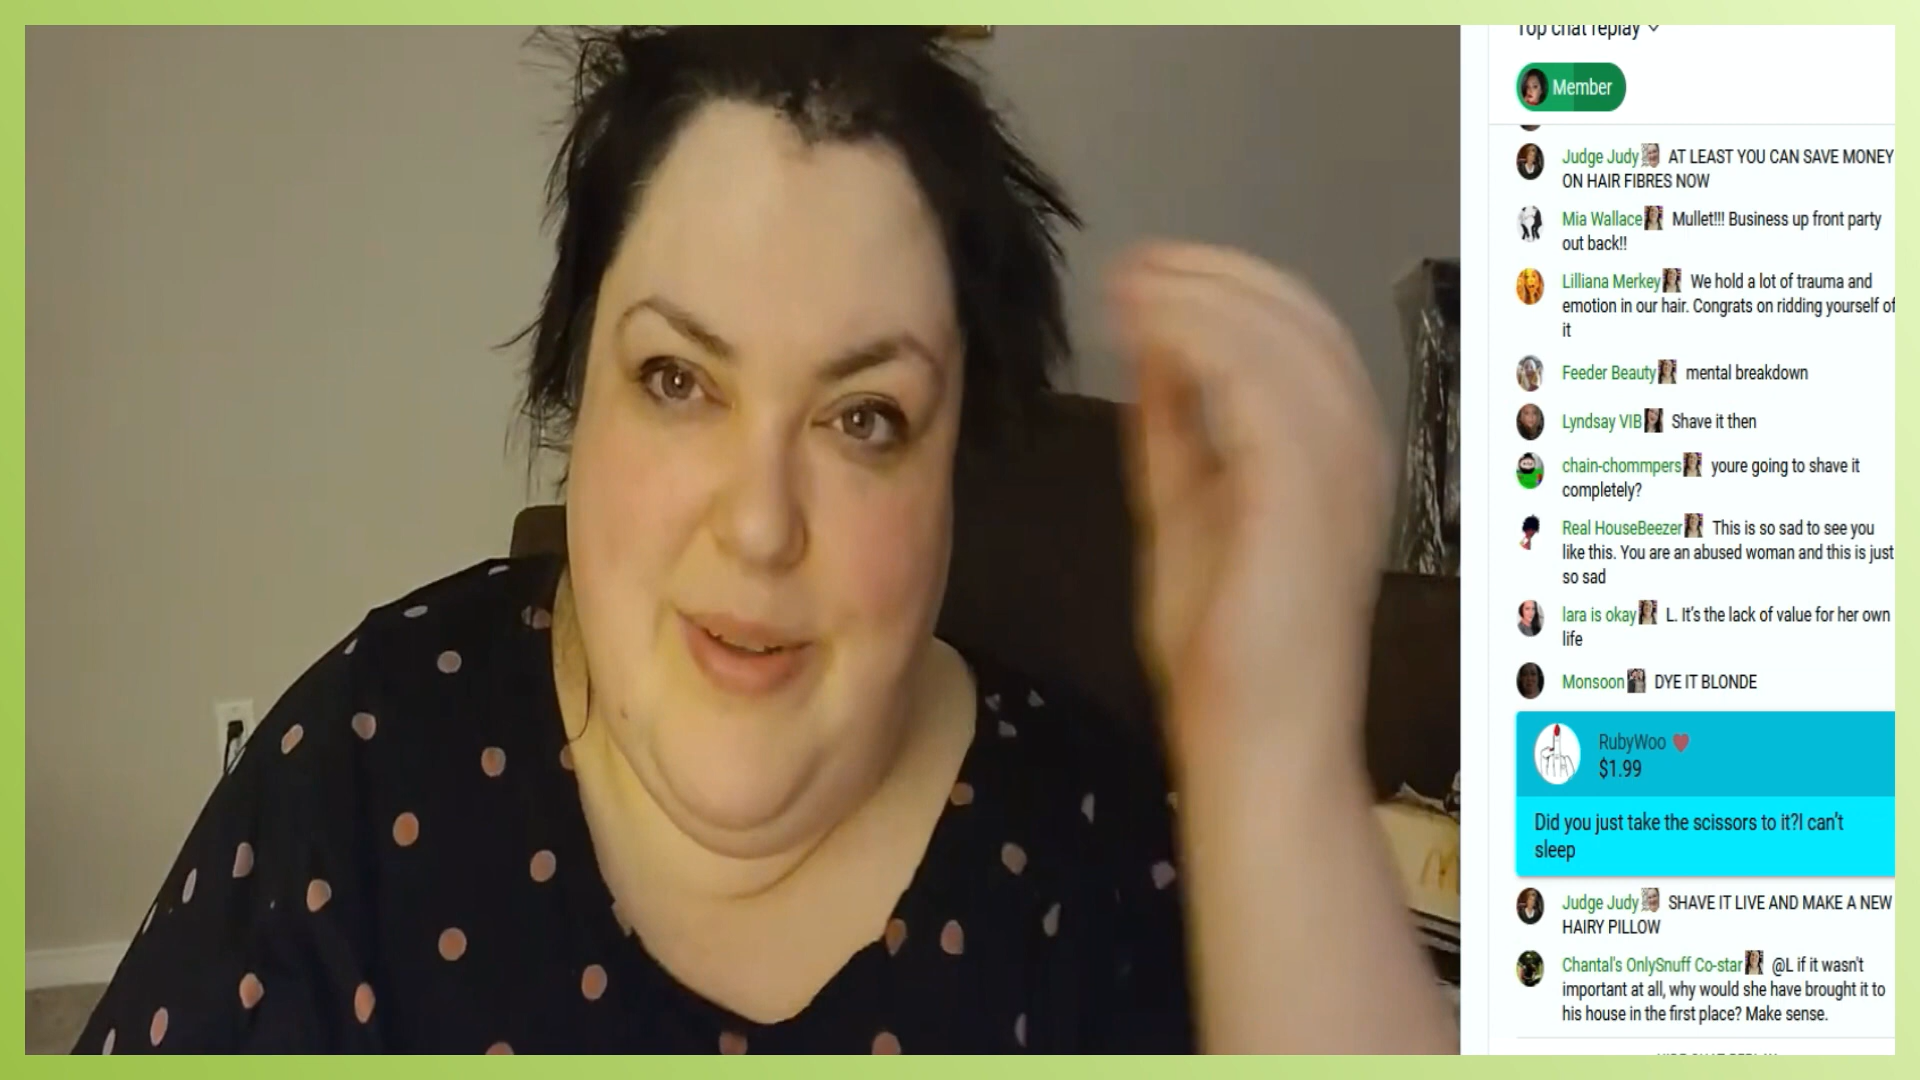 Top chat replay
Member
Judge Judy AT LEAST YOU CAN SAVE MONEY
ON HAIR FIBRES NOW
Mia Wallace Mullet!!! Business up front party
out back!!
Lilliana Merkey We hold a lot of trauma and
emotion in our hair. Congrats on ridding yourself of
it
Feeder Beauty mental breakdown
Lyndsay VIB Shave it then
chain-chommpers youre going to shave it
completely?
Real HouseBeezer This is so sad to see you
like this. You are an abused woman and this is just
so sad
lara is okay L. It's the lack of value for her own
life
Monsoon DYE IT BLONDE
RubyWoo
$1.99
Did you just take the scissors to it?I can't
sleep
Judge Judy SHAVE IT LIVE AND MAKE A NEW
HAIRY PILLOW
Chantal's OnlySnuff Co-star @L if it wasn't
important at all, why would she have brought it to
his house in the first place? Make sense.